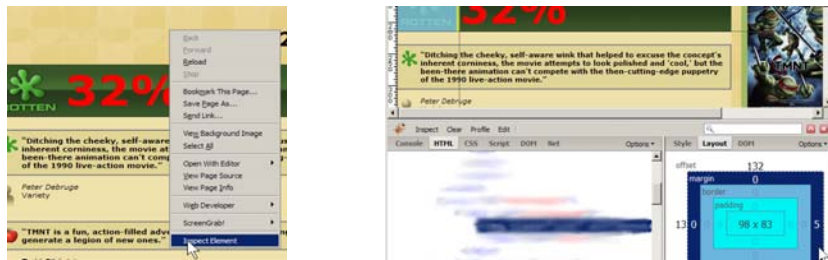 Back
2
Forward
Reload
Stop
32%
ROTTEN
Bookmark This Page...
Save Page As...
Send Link...
View Background Image
Select All
"Ditching the cheeky, self-aware
inherent corniness, the movie at
been-there animation can't comp
of the 1990 live-action movie."
Open With Editor
View Page Source
View Page Info
Peter Debruge
Variety
Web Developer
ScreenGrab!
"TMNT is a fun, action-filled adve
generate a legion of new ones."
Inspect Element
ROTTEN
32%
"Ditching the cheeky, self-aware wink that helped to excuse the concept's
inherent corniness, the movie attempts to look polished and 'cool,' but the
been-there animation can't compete with the then-cutting-edge puppetry
of the 1990 live-action movie."
Peter Debruge
TMNT
Inspect Clear Profile Edit
Console HTML CSS Script DOM Net Options
Style Layout DOM Options
offset 132
margin 0
border
padding
13 0 98 x 83 0 5